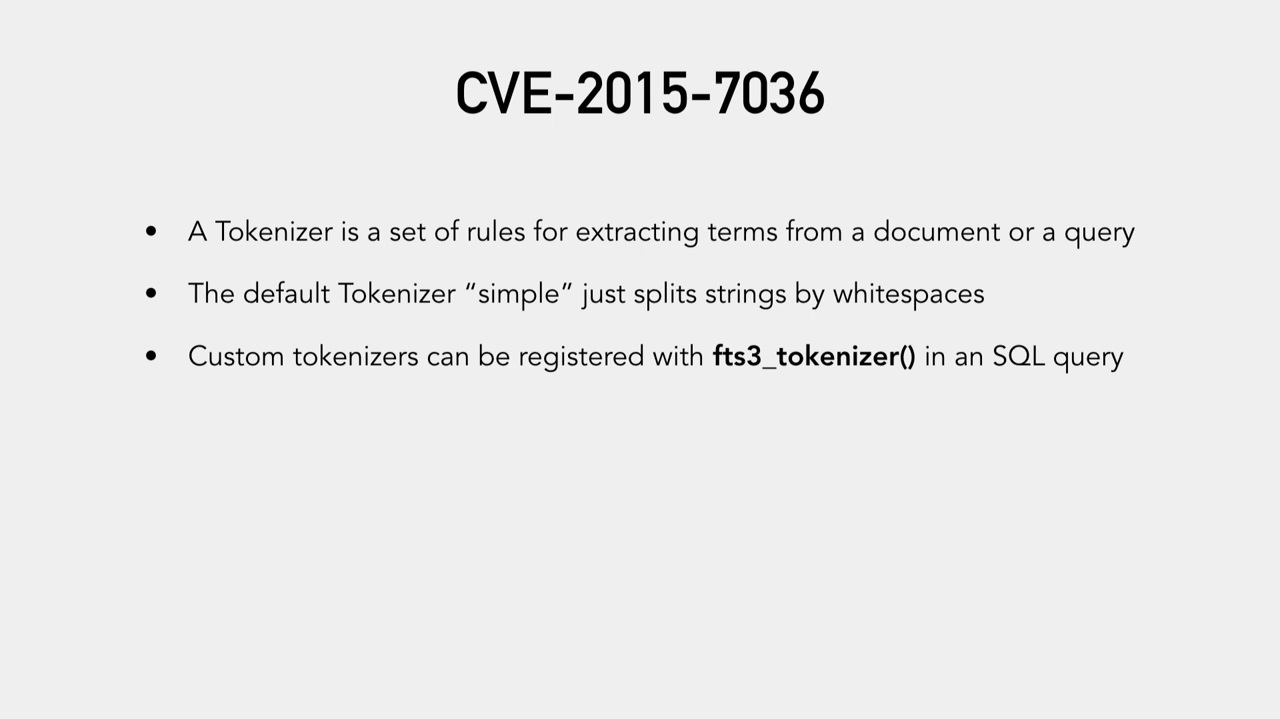 CVE-2015-7036
• A Tokenizer is a set of rules for extracting terms from a document or a query
• The default Tokenizer “simple” just splits strings by whitespaces
• Custom tokenizers can be registered with fts3_tokenizer() in an SQL query